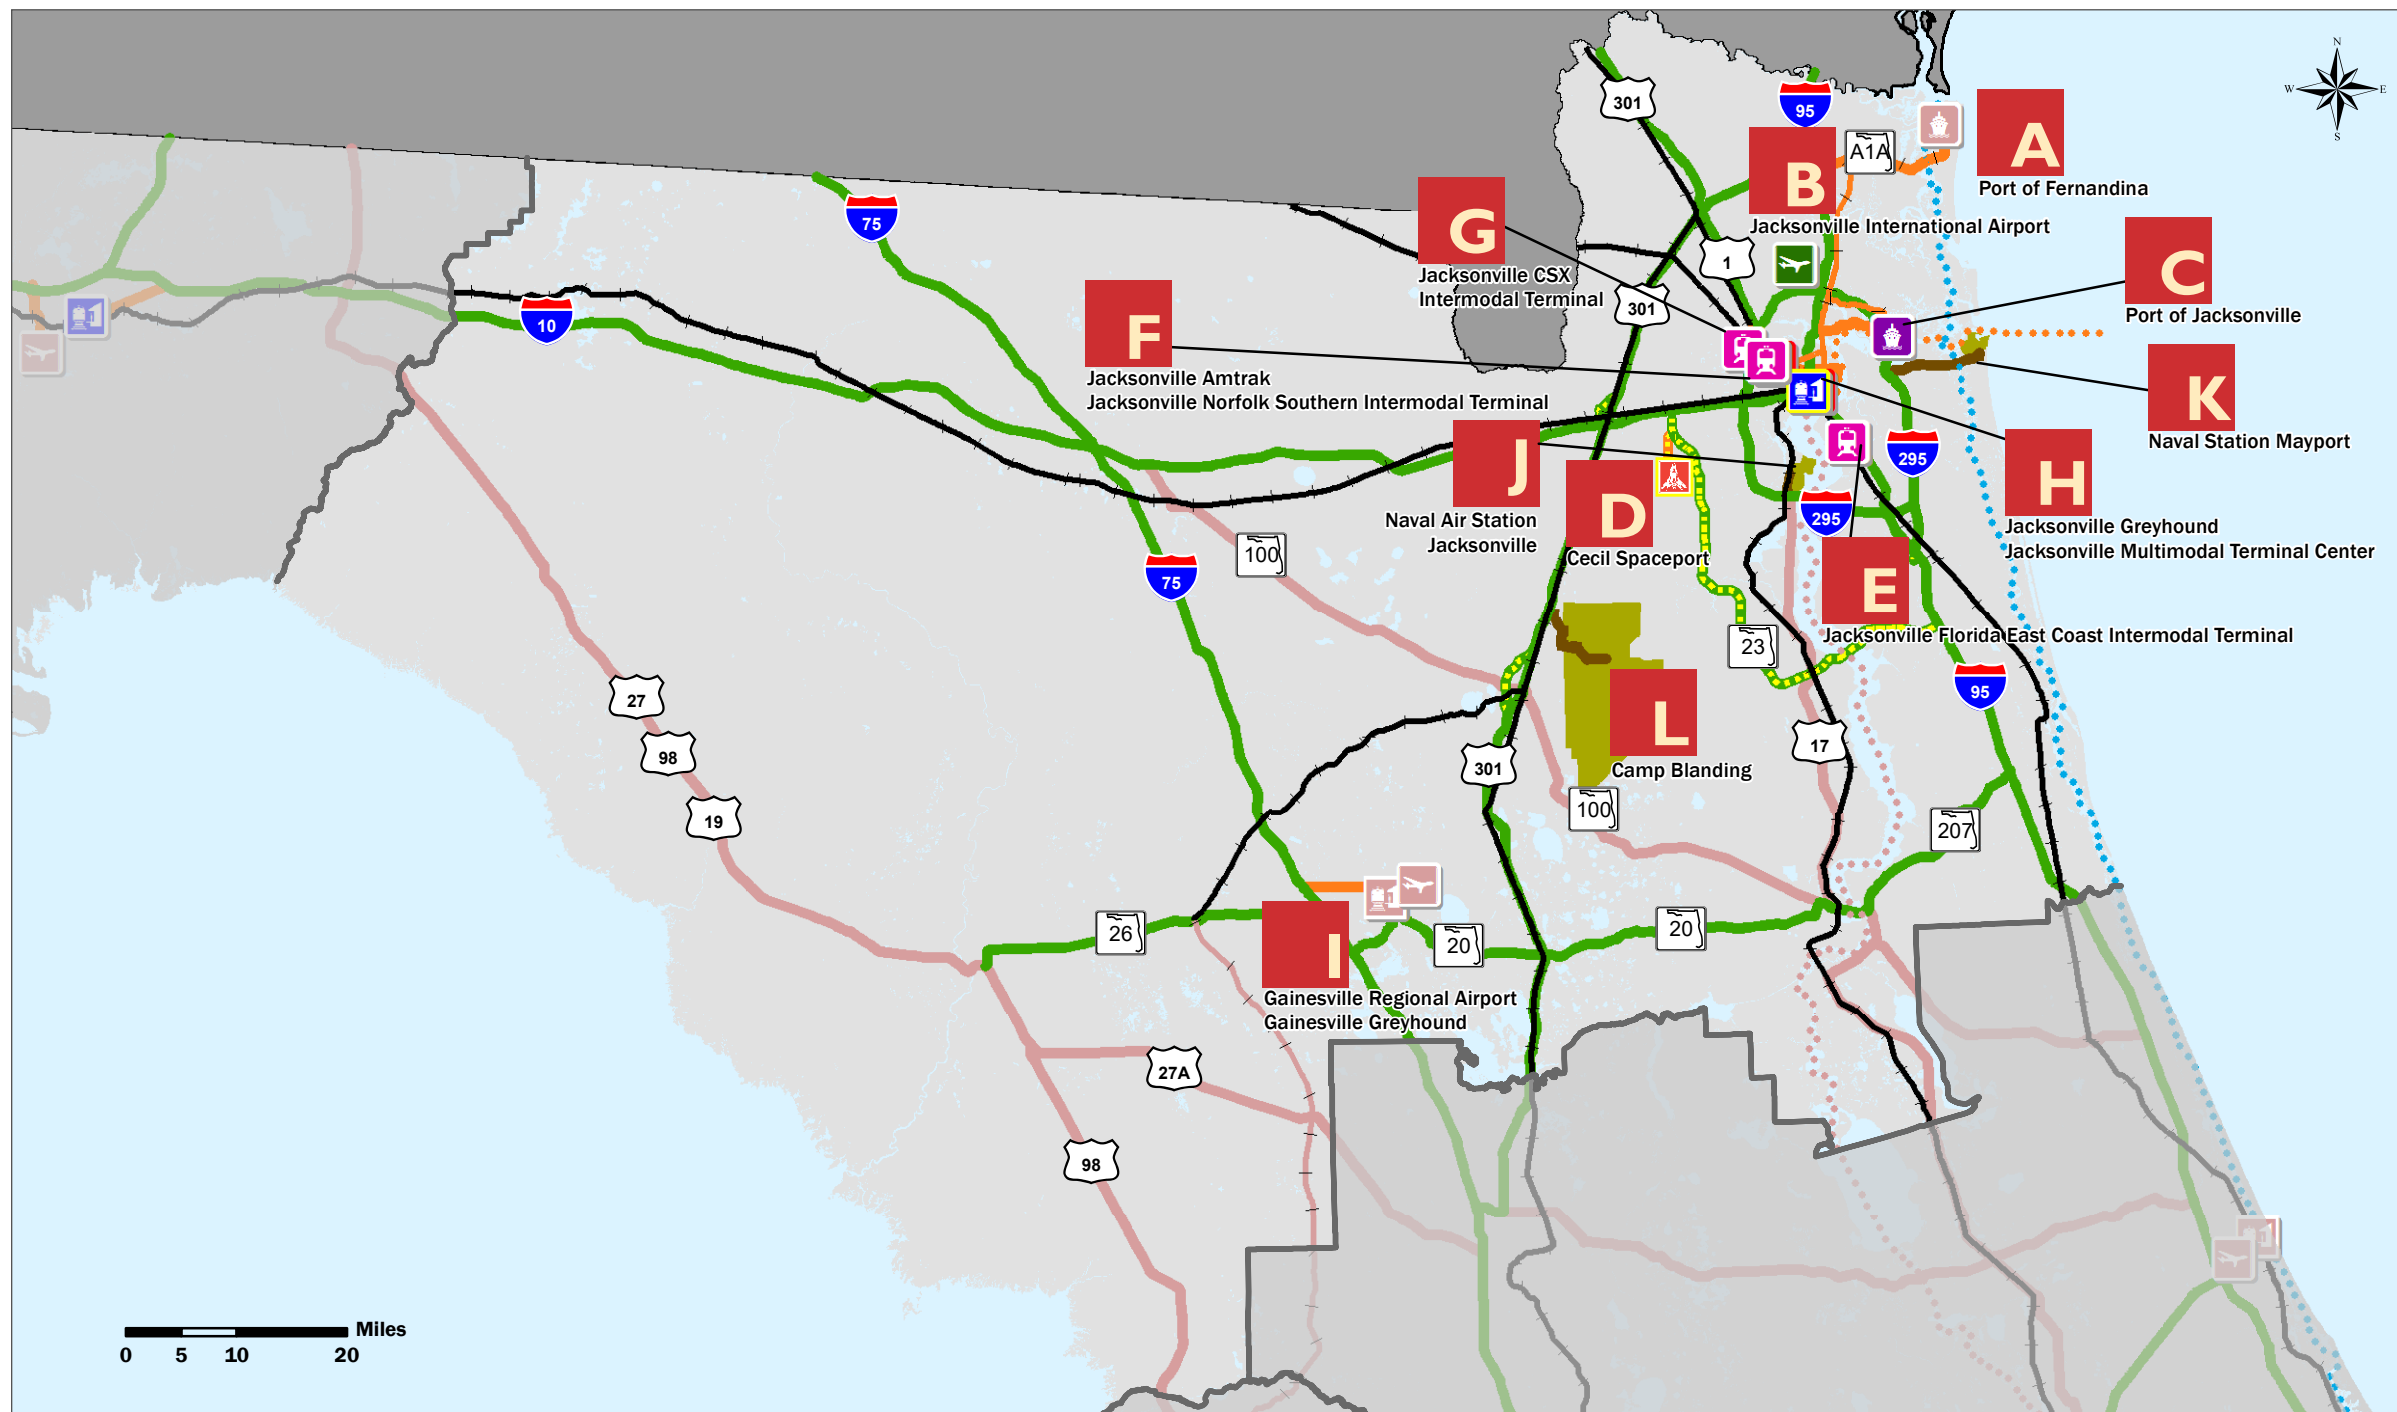 N
W
E
S
301
95
A1A
A
Port of Fernandina
B
Jacksonville International Airport
75
G
Jacksonville CSX
Intermodal Terminal
1
C
Port of Jacksonville
301
10
F
Jacksonville Amtrak
Jacksonville Norfolk Southern Intermodal Terminal
K
Naval Station Mayport
295
J
Naval Air Station
Jacksonville
D
Cecil Spaceport
295
H
Jacksonville Greyhound
Jacksonville Multimodal Terminal Center
100
75
E
Jacksonville Florida East Coast Intermodal Terminal
23
27
95
98
L
Camp Blanding
17
301
19
100
207
26
20
20
I
Gainesville Regional Airport
Gainesville Greyhound
27A
98
Miles
0 5 10 20